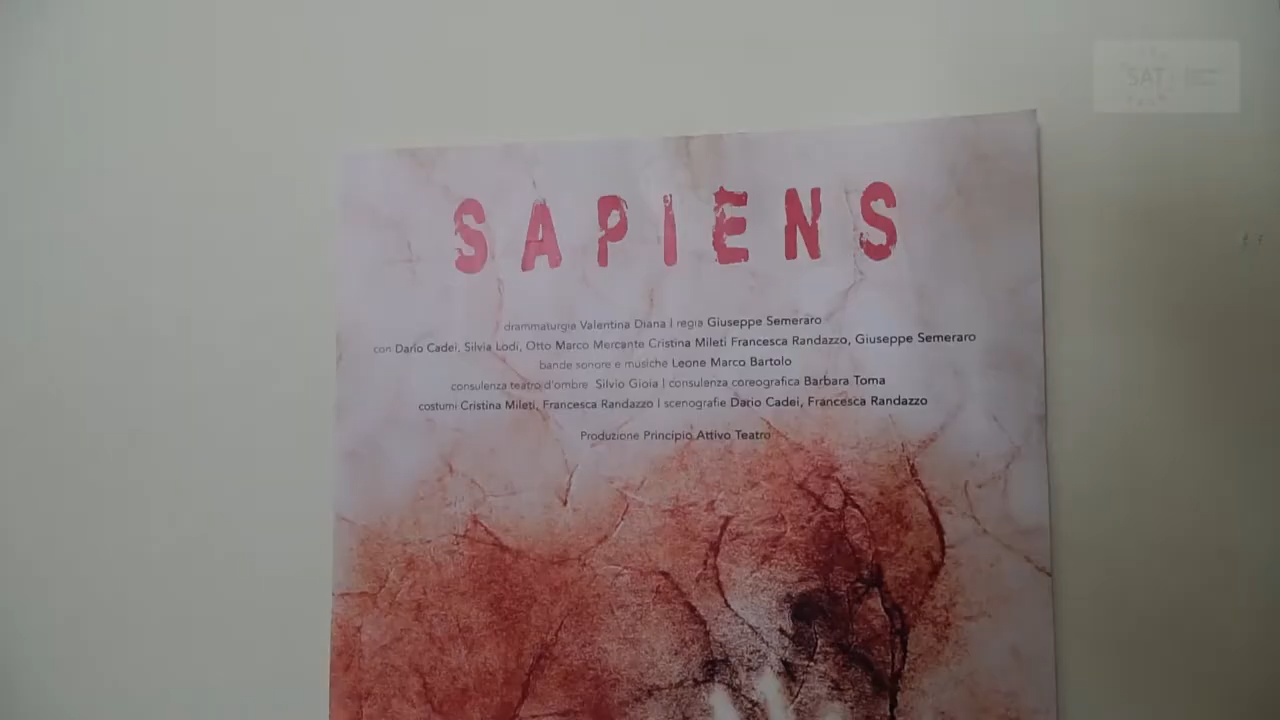 SAT
SAPIENS
drammaturgia Valentina Diana | regia Giuseppe Semeraro
con Dario Cadei, Silvia Lodi, Otto Marco Mercante Cristina Mileti Francesca Randazzo, Giuseppe Semeraro
bande sonore e musiche Leone Marco Bartolo
consulenza teatro d'ombre Silvio Gioia | consulenza coreografica Barbara Toma
costumi Cristina Mileti, Francesca Randazzo | scenografie Dario Cadei, Francesca Randazzo
Produzione Principio Attivo Teatro